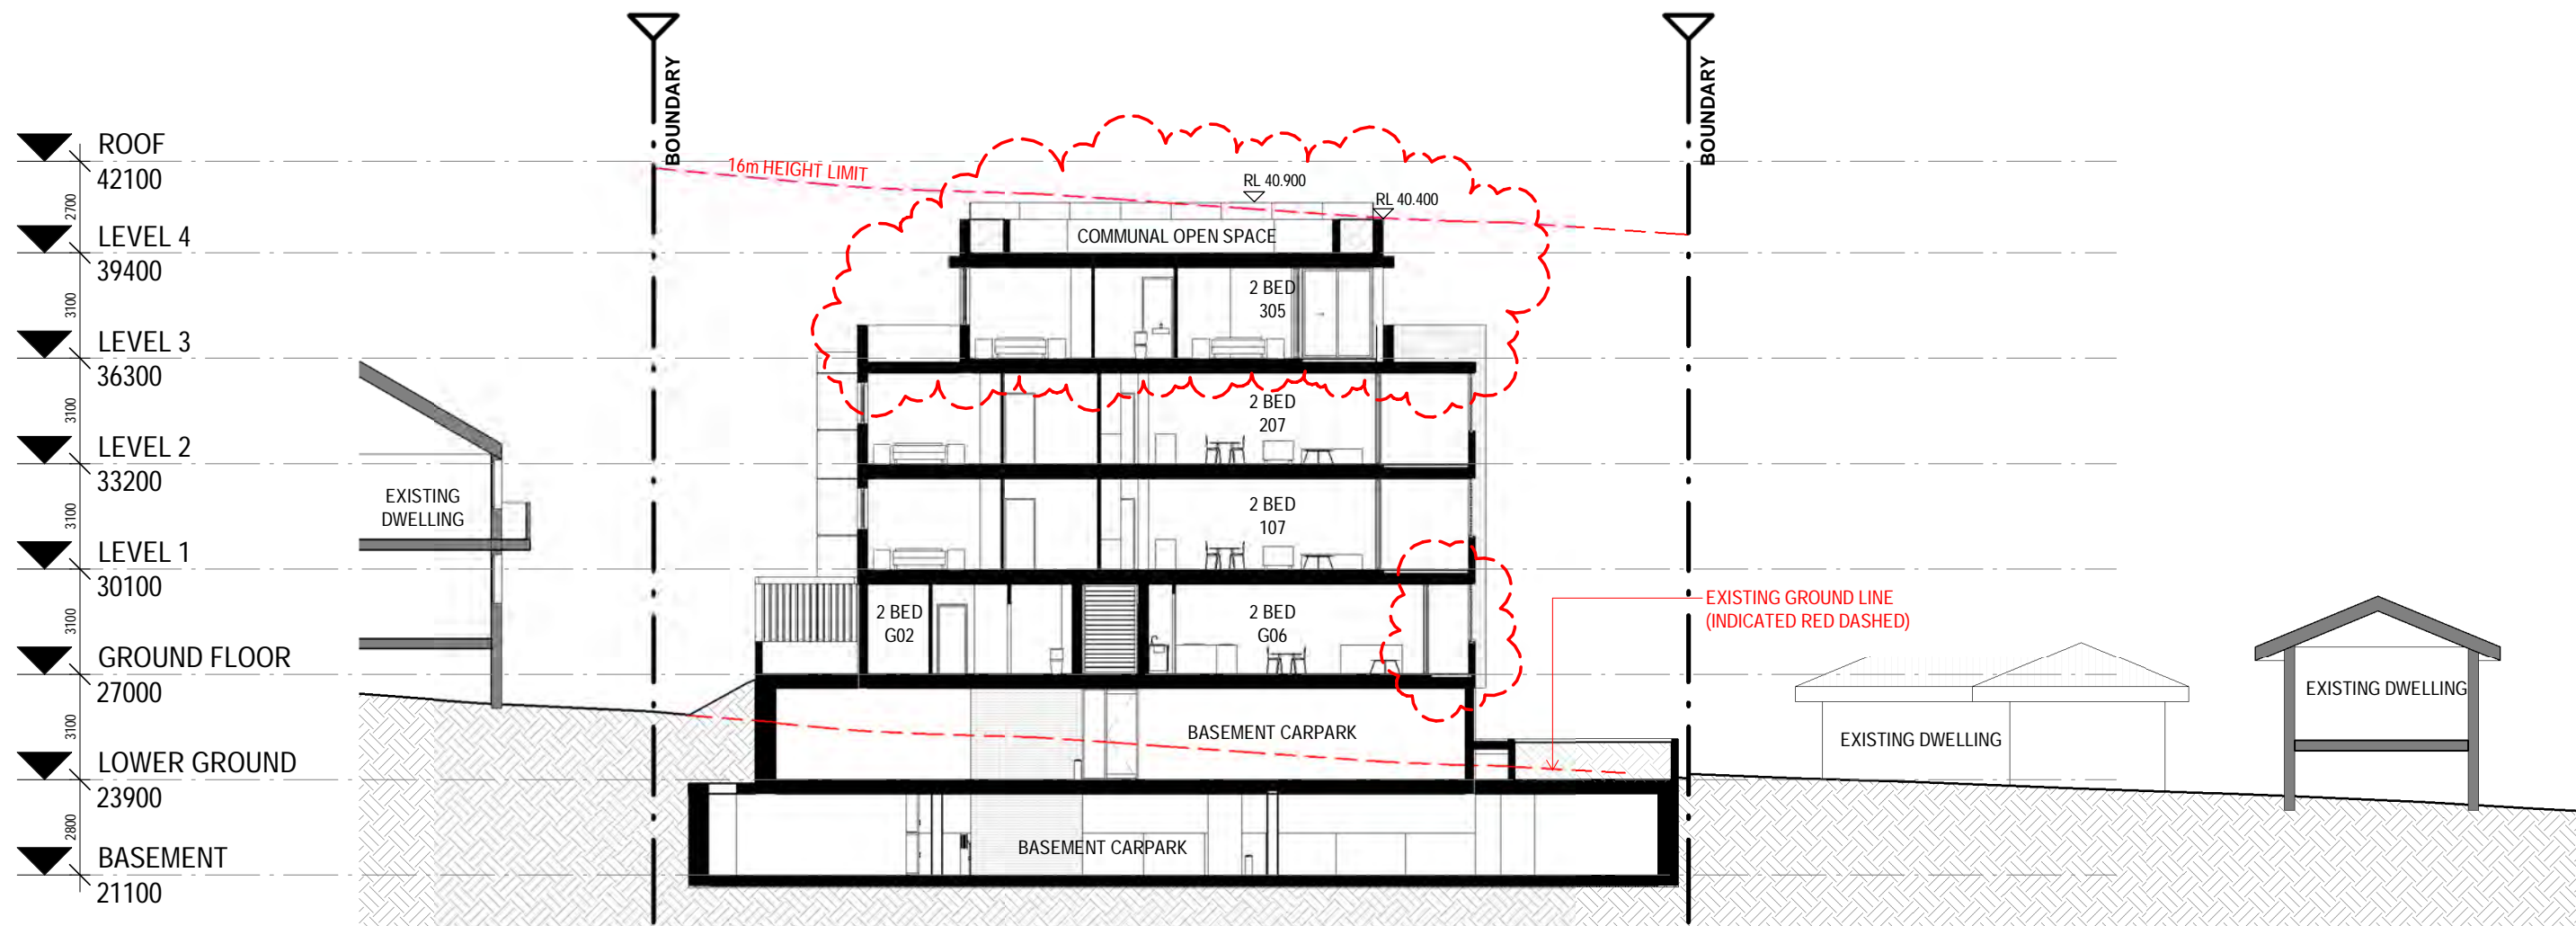 BOUNDARY
BOUNDARY
ROOF
42100
2700
16m HEIGHT LIMIT
RL 40.900
RL 40.400
LEVEL 4
39400
COMMUNAL OPEN SPACE
3100
2 BED
305
LEVEL 3
36300
3100
2 BED
207
LEVEL 2
33200
EXISTING
DWELLING
3100
2 BED
107
LEVEL 1
30100
3100
2 BED
G02
2 BED
G06
EXISTING GROUND LINE
(INDICATED RED DASHED)
GROUND FLOOR
27000
3100
BASEMENT CARPARK
EXISTING DWELLING
EXISTING DWELLING
LOWER GROUND
23900
2800
BASEMENT CARPARK
BASEMENT
21100